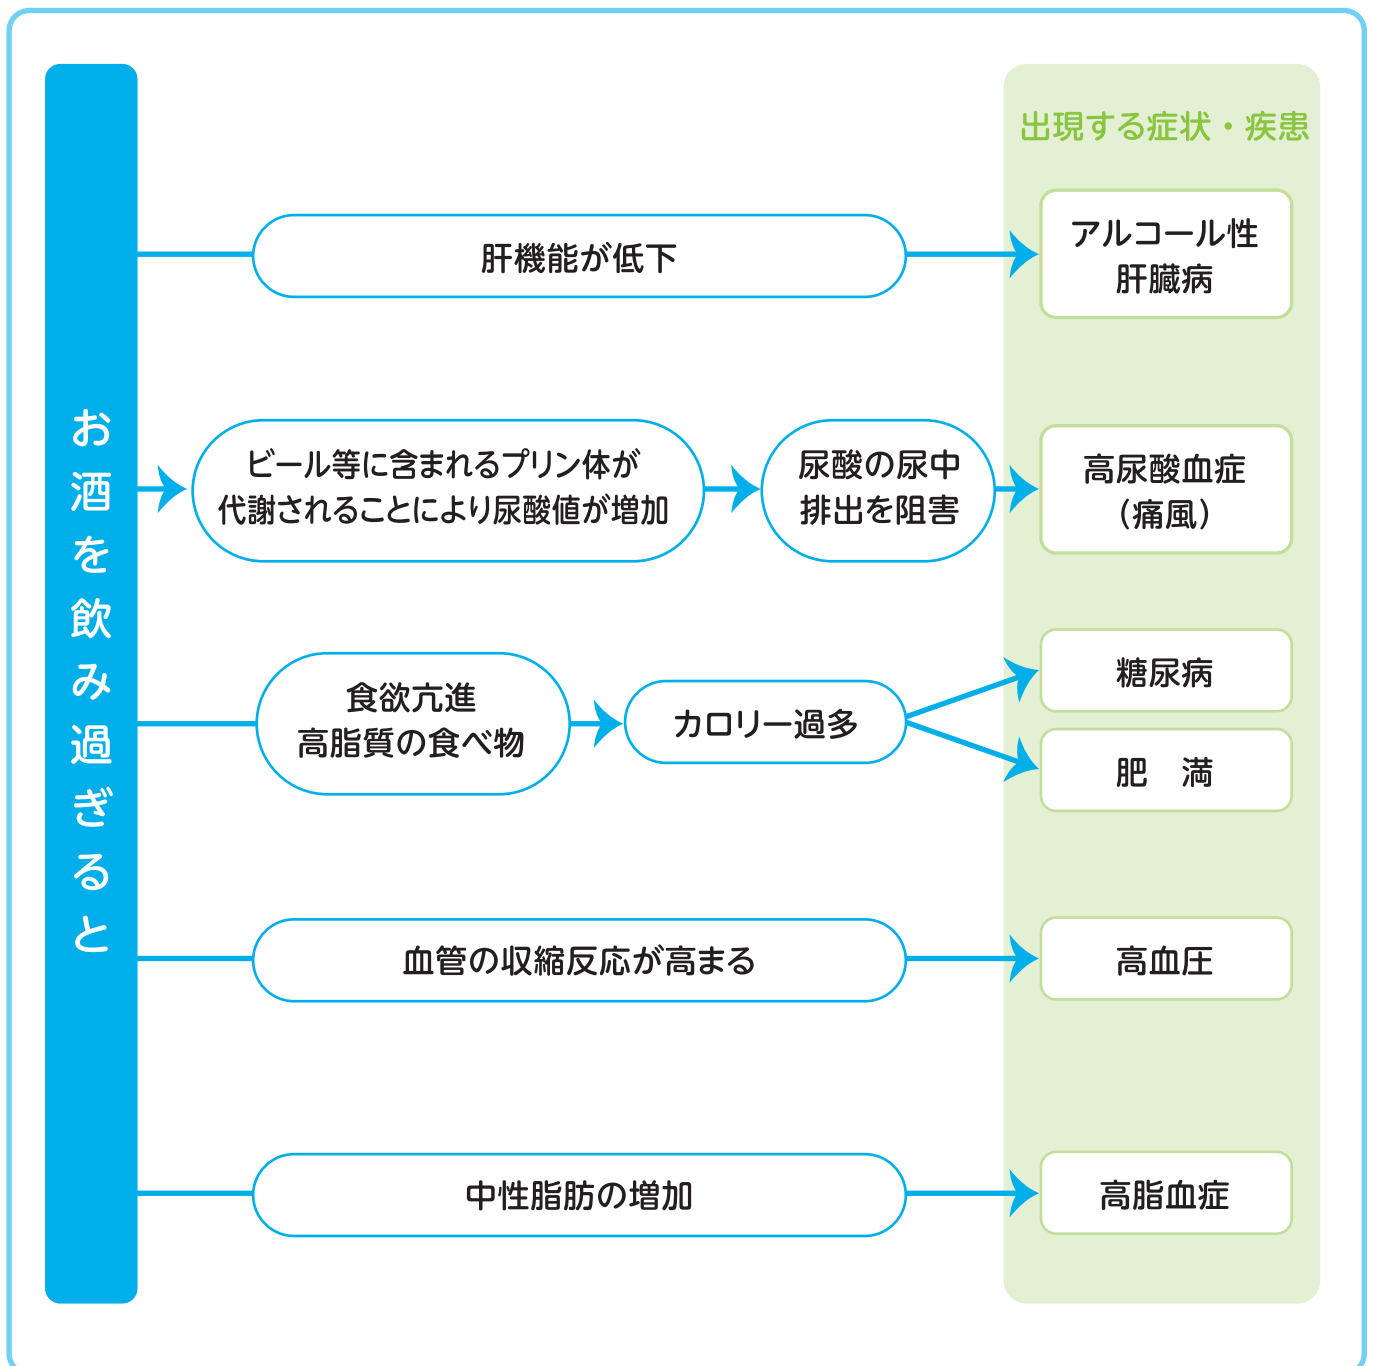 お酒を飲み過ぎると
出現する症状・疾患
肝機能が低下
アルコール性
肝臓病
ビール等に含まれるプリン体が
代謝されることにより尿酸値が増加
尿酸の尿中
排出を阻害
高尿酸血症
（痛風）
食欲亢進
高脂質の食べ物
カロリー過多
糖尿病
肥　満
血管の収縮反応が高まる
高血圧
中性脂肪の増加
高脂血症